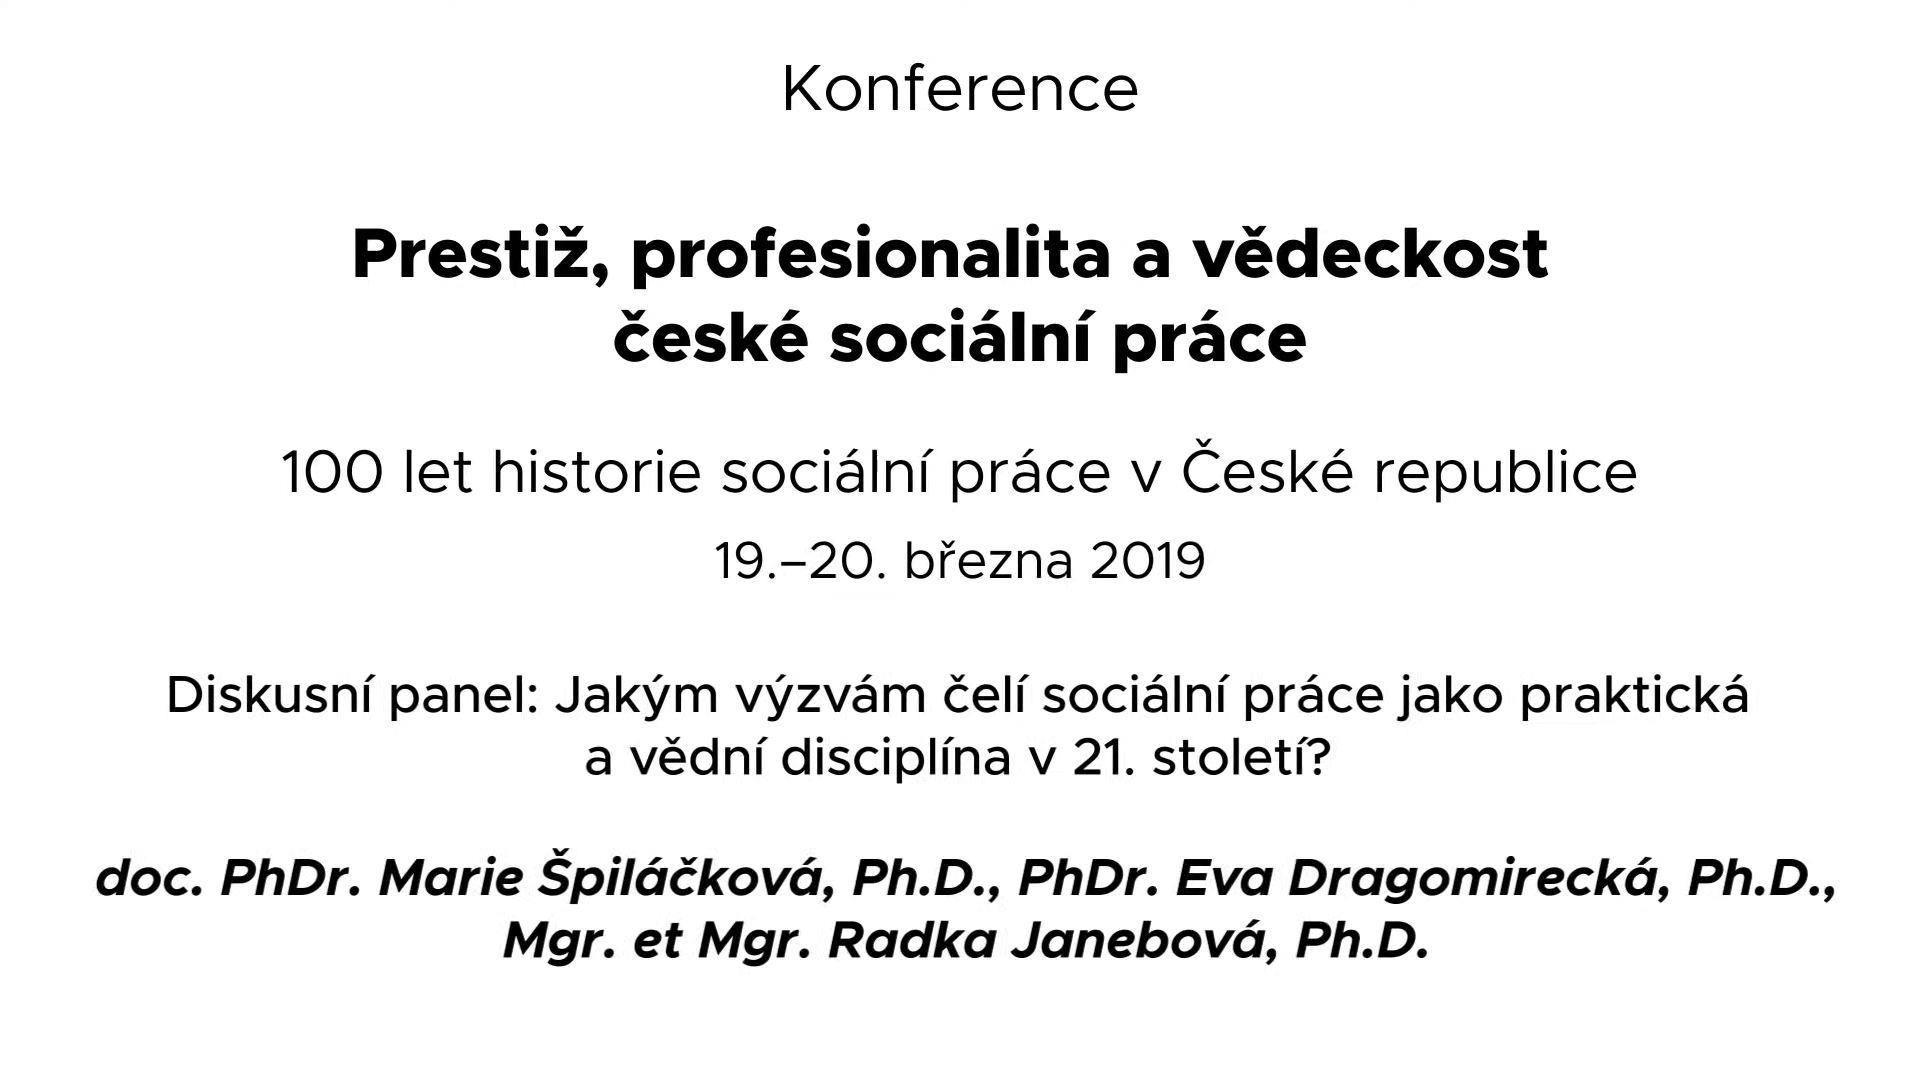 Konference
Prestiž, profesionalita a vědeckost
české sociální práce
100 let historie sociální práce v České republice
19.–20. března 2019
Diskusní panel: Jakým výzvám čelí sociální práce jako praktická
a vědní disciplína v 21. století?
doc. PhDr. Marie Špiláčková, Ph.D., PhDr. Eva Dragomirecká, Ph.D.,
Mgr. et Mgr. Radka Janebová, Ph.D.